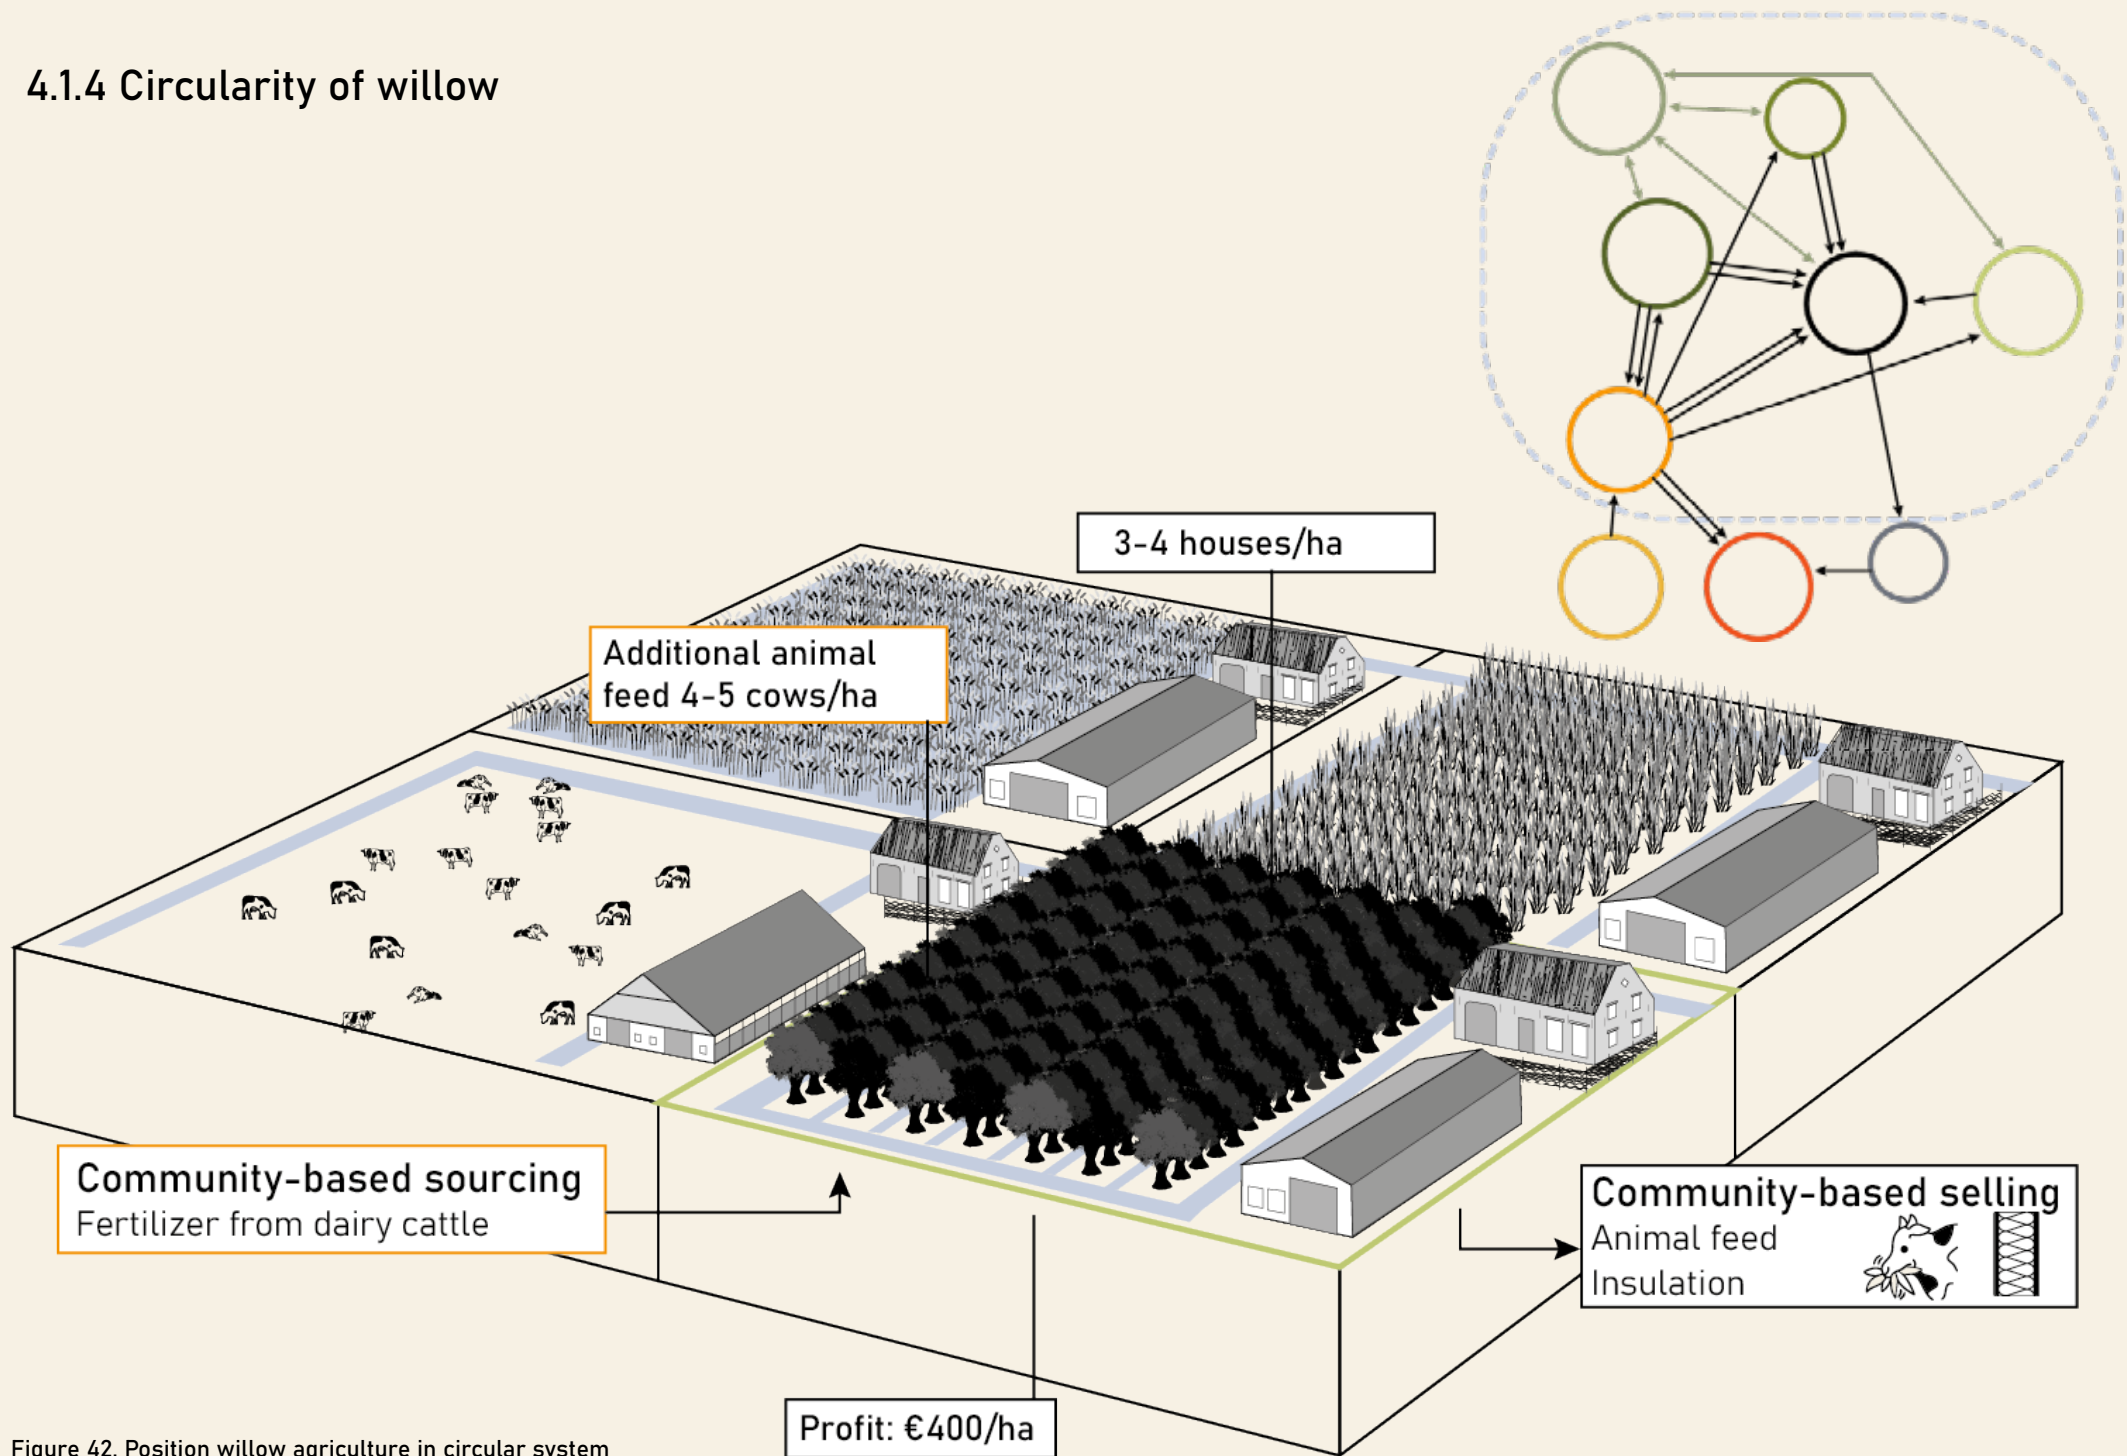 4.1.4 Circularity of willow
3-4 houses/ha
Additional animal
feed 4-5 cows/ha
Community-based sourcing
Fertilizer from dairy cattle
Community-based selling
Animal feed
Insulation
Profit: €400/ha
Figure 42. Position willow agriculture in circular system